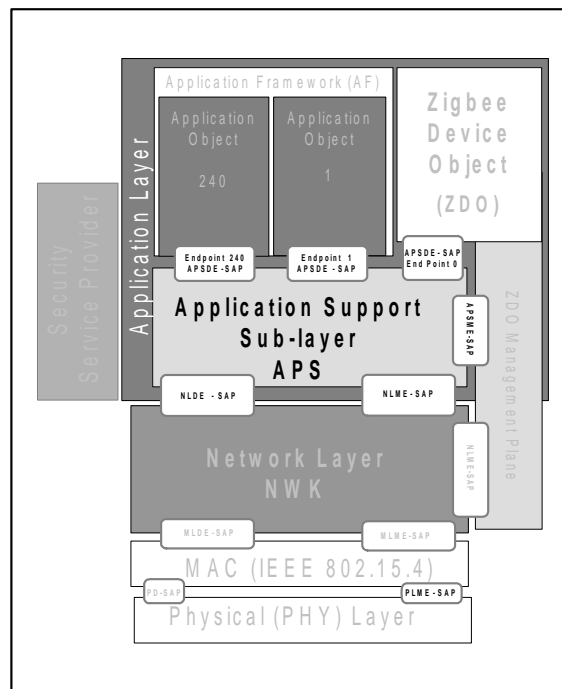 Application Framework (AF)
Application
Object
240
Application
Object
1
Zigbee
Device
Object
(ZDO)
Application Layer
Security
Service Provider
Endpoint 240
APSDE-SAP
Endpoint 1
APSDE-SAP
APSDE-SAP
End Point 0
Application Support
Sub-layer
APS
APSME-SAP
ZDO Management Plane
NLDE - SAP
NLME-SAP
Network Layer
NWK
NLME-SAP
MLDE-SAP
MLME-SAP
MAC (IEEE 802.15.4)
PD-SAP
PLME-SAP
Physical (PHY) Layer